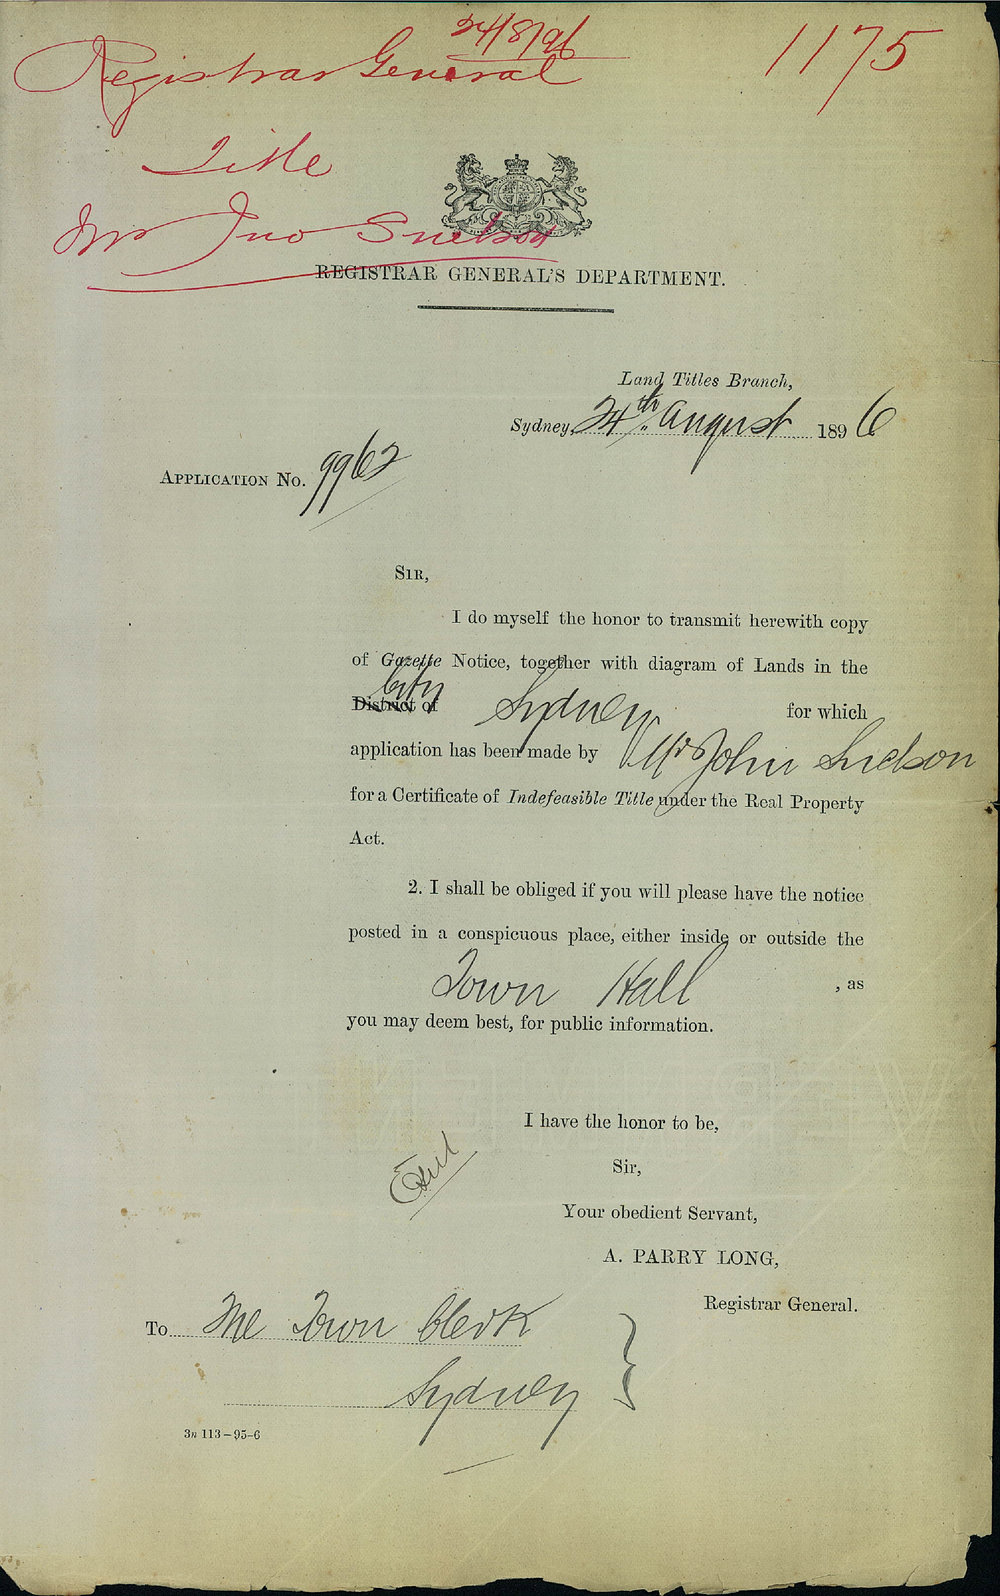 24/8/96
Registrar General
1175
Title
Mr Jno Snelson
REGISTRAR GENERAL'S DEPARTMENT.
Land Titles Branch,
Sydney, 24th August 1896
APPLICATION No. 9962
SIR,
I do myself the honor to transmit herewith copy
of Gazette Notice, together with diagram of Lands in the
City
District of Sydney for which
application has been made by Mr John Snelson
for a Certificate of Indefeasible Title under the Real Property
Act.
2. I shall be obliged if you will please have the notice
posted in a conspicuous place, either inside or outside the
Town Hall, as
you may deem best, for public information.
I have the honor to be,
Sir,
Your obedient Servant,
A. PARRY LONG,
Registrar General.
To The Town Clerk
Sydney
3n 113-95-6